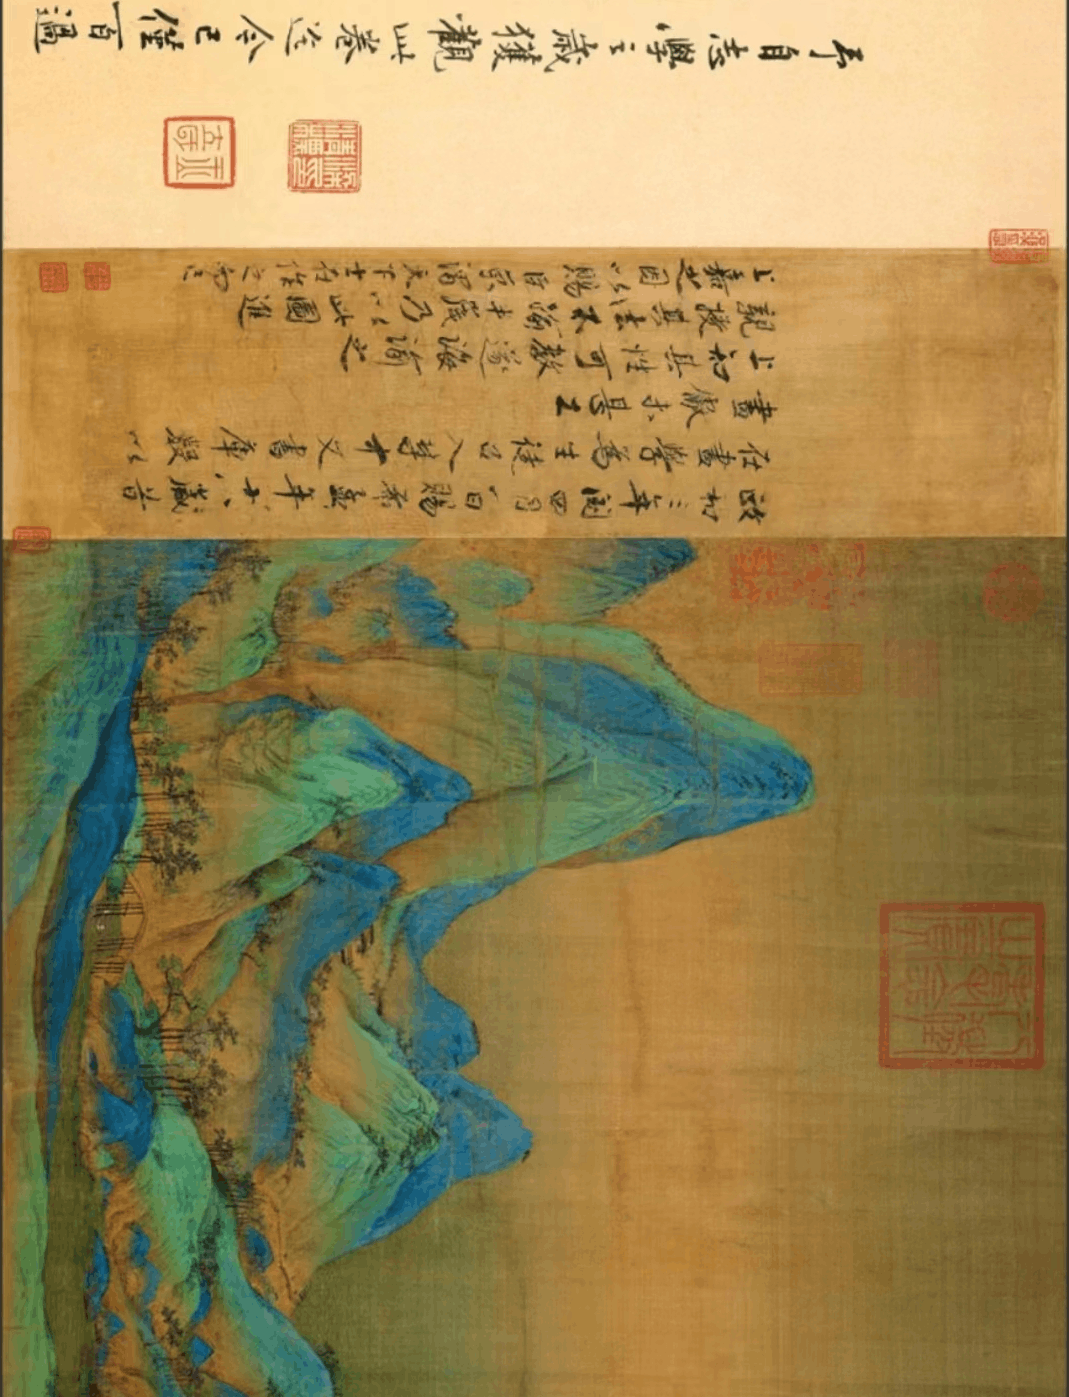 政和三年閏四月一日賜希孟年十八歲昔
在畫學爲生徒召入禁中文書庫數以
畫獻未甚工
上知其性可教遂誨諭之
親授其法不踰半歲乃以此圖進
上嘉之因以賜臣京謂天下士在作之而已
予自志學之歲獲觀此卷迄今已僅百過